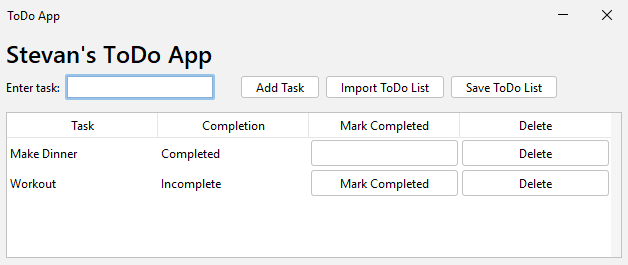 ToDo App
Stevan's ToDo App
Enter task: Add Task Import ToDo List Save ToDo List
Task Completion Mark Completed Delete
Make Dinner Completed Delete
Workout Incomplete Mark Completed Delete